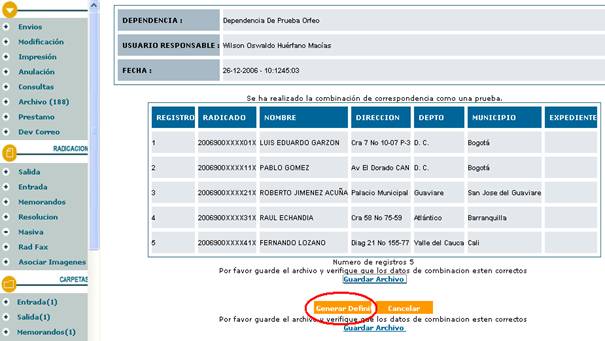 Envios
Modificación
Impresión
Anulación
Consultas
Archivo (188)
Prestamo
Dev Correo
RADICACION
Salida
Entrada
Memorandos
Resolucion
Masiva
Rad Fax
Asociar Imagenes
CARPETAS
Entrada(1)
Salida(1)
Memorandos(1)
DEPENDENCIA : Dependencia De Prueba Orfeo
USUARIO RESPONSABLE : Wilson Oswaldo Huérfano Macías
FECHA : 26-12-2006 - 10:1245:03
Se ha realizado la combinación de correspondencia como una prueba.
REGISTRO RADICADO NOMBRE DIRECCION DEPTO MUNICIPIO EXPEDIENTE
1 2006900XXXX01X LUIS EDUARDO GARZON Cra 7 No 10-07 P-3 D. C. Bogotá
2 2006900XXXX11X PABLO GOMEZ Av El Dorado CAN D. C. Bogotá
3 2006900XXXX21X ROBERTO JIMENEZ ACUÑA Palacio Municipal Guaviare San Jose del Guaviare
4 2006900XXXX31X RAUL ECHANDIA Cra 58 No 75-59 Atlántico Barranquilla
5 2006900XXXX41X FERNANDO LOZANO Diag 21 No 155-77 Valle del Cauca Cali
Numero de registros 5
Por favor guarde el archivo y verifique que los datos de combinacion esten correctos
Guardar Archivo
Generar Defini Cancelar
Por favor guarde el archivo y verifique que los datos de combinacion esten correctos
Guardar Archivo